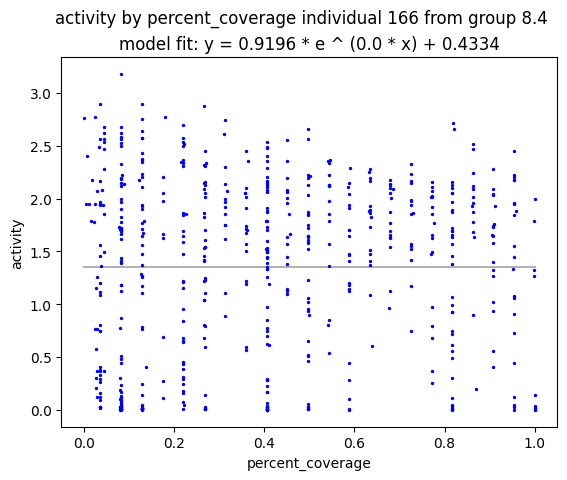 activity by percent_coverage individual 166 from group 8.4
model fit: y = 0.9196 * e ^ (0.0 * x) + 0.4334
3.0
2.5
2.0
1.5
1.0
0.5
0.0
activity
0.0 0.2 0.4 0.6 0.8 1.0
percent_coverage